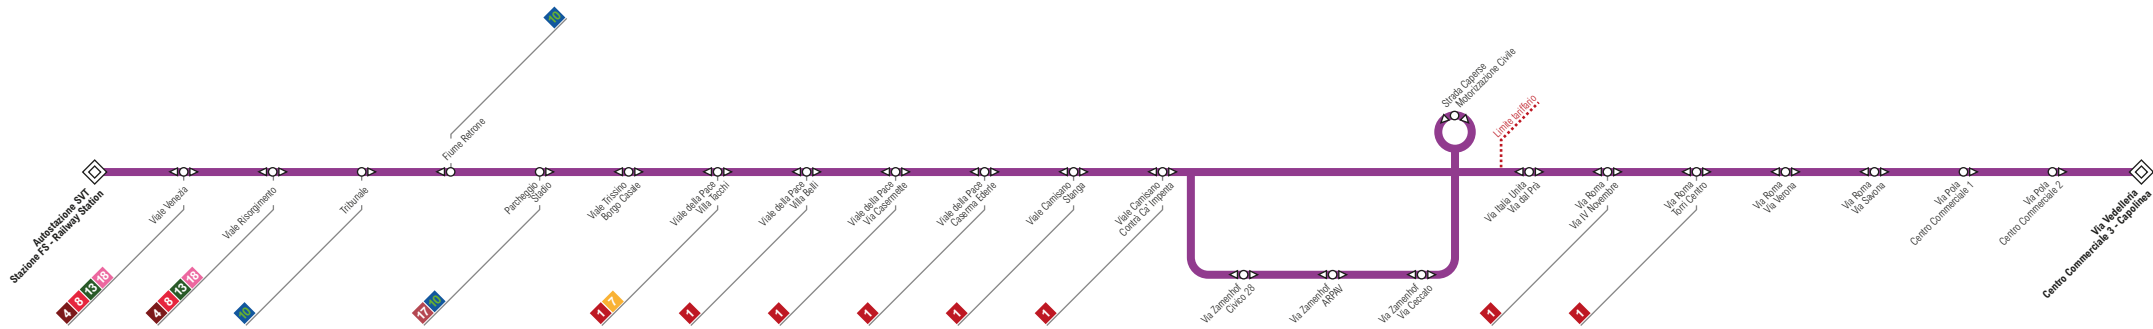 Autostazione SVT
Stazione FS - Railway Station
4 8 13 18
Viale Venezia
4 8 13 18
Viale Risorgimento
10
Tribunale
10
Fiume Retrone
17 10
Parcheggio
Stadio
Viale Trissino
Borgo Casale
1 7
Viale della Pace
Villa Tacchi
1
Viale della Pace
Villa Balbi
1
Viale della Pace
Via Casermette
1
Viale della Pace
Caserma Ederle
1
Viale Camisano
Stanga
1
Viale Camisano
Contrà Ca' Impenta
Via Zamenhof
Civico 28
Via Zamenhof
ARPAV
Via Zamenhof
Via Ceccato
Strada Caperse
Motorizzazione Civile
Limite tariffario
Via Italia Unita
Via dal Prà
1
Via Roma
Via IV Novembre
1
Via Roma
Torri Centro
Via Roma
Via Verona
Via Roma
Via Savona
Via Pola
Centro Commerciale 1
Via Pola
Centro Commerciale 2
Via Vedelleria
Centro Commerciale 3 - Capolinea